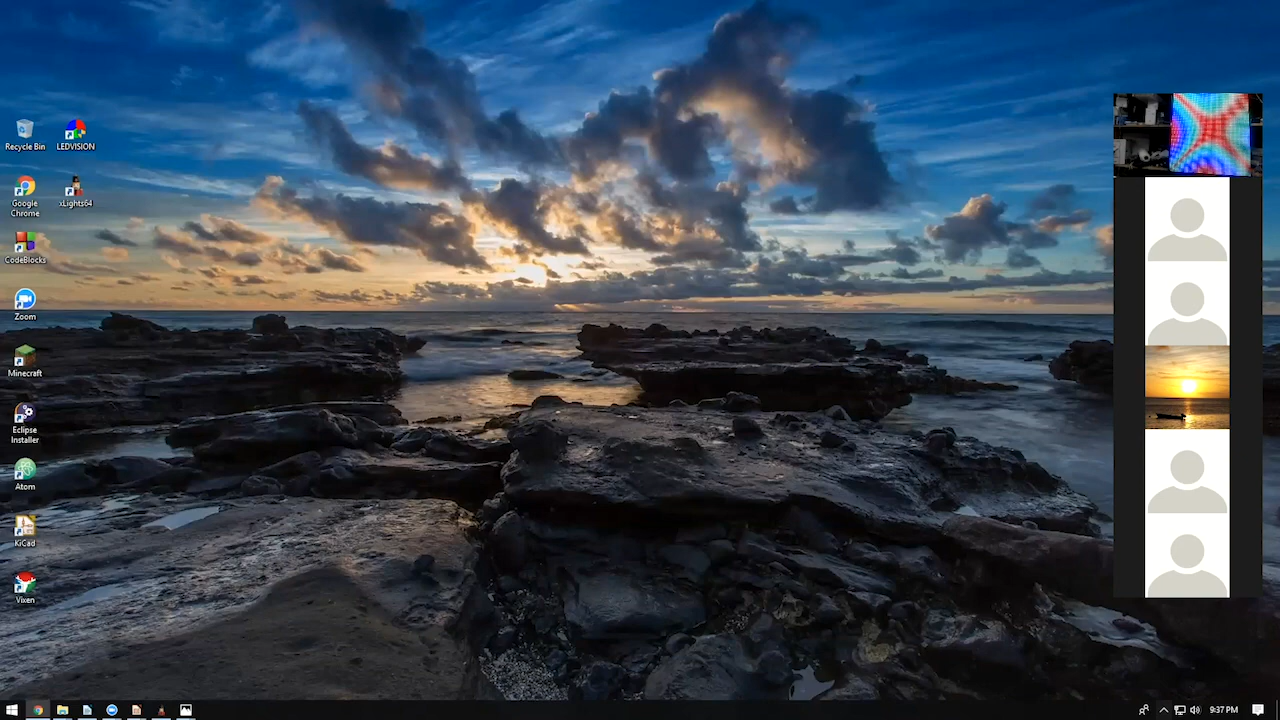 Recycle Bin
LEDVISION
Google
Chrome
xLights64
CodeBlocks
Zoom
Minecraft
Eclipse
Installer
Atom
KiCad
Vixen
9:37 PM